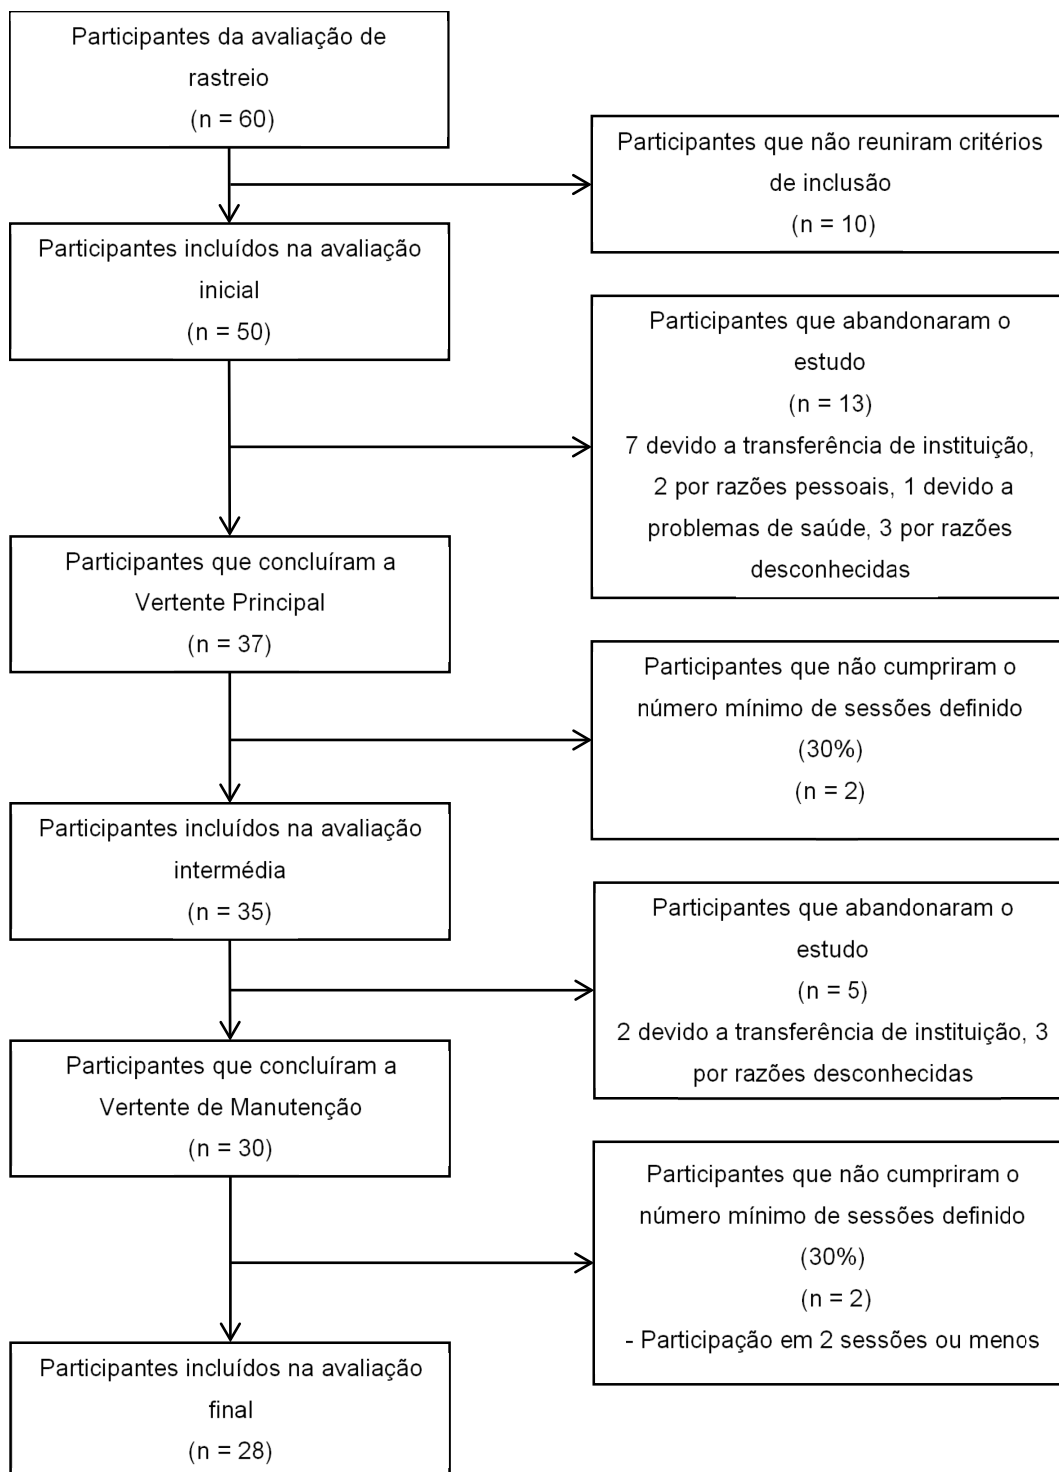 Participantes da avaliação de
rastreio
(n = 60)
Participantes que não reuniram critérios
de inclusão
(n = 10)
Participantes incluídos na avaliação
inicial
(n = 50)
Participantes que abandonaram o
estudo
(n = 13)
7 devido a transferência de instituição,
2 por razões pessoais, 1 devido a
problemas de saúde, 3 por razões
desconhecidas
Participantes que concluíram a
Vertente Principal
(n = 37)
Participantes que não cumpriram o
número mínimo de sessões definido
(30%)
(n = 2)
Participantes incluídos na avaliação
intermédia
(n = 35)
Participantes que abandonaram o
estudo
(n = 5)
2 devido a transferência de instituição, 3
por razões desconhecidas
Participantes que concluíram a
Vertente de Manutenção
(n = 30)
Participantes que não cumpriram o
número mínimo de sessões definido
(30%)
(n = 2)
- Participação em 2 sessões ou menos
Participantes incluídos na avaliação
final
(n = 28)